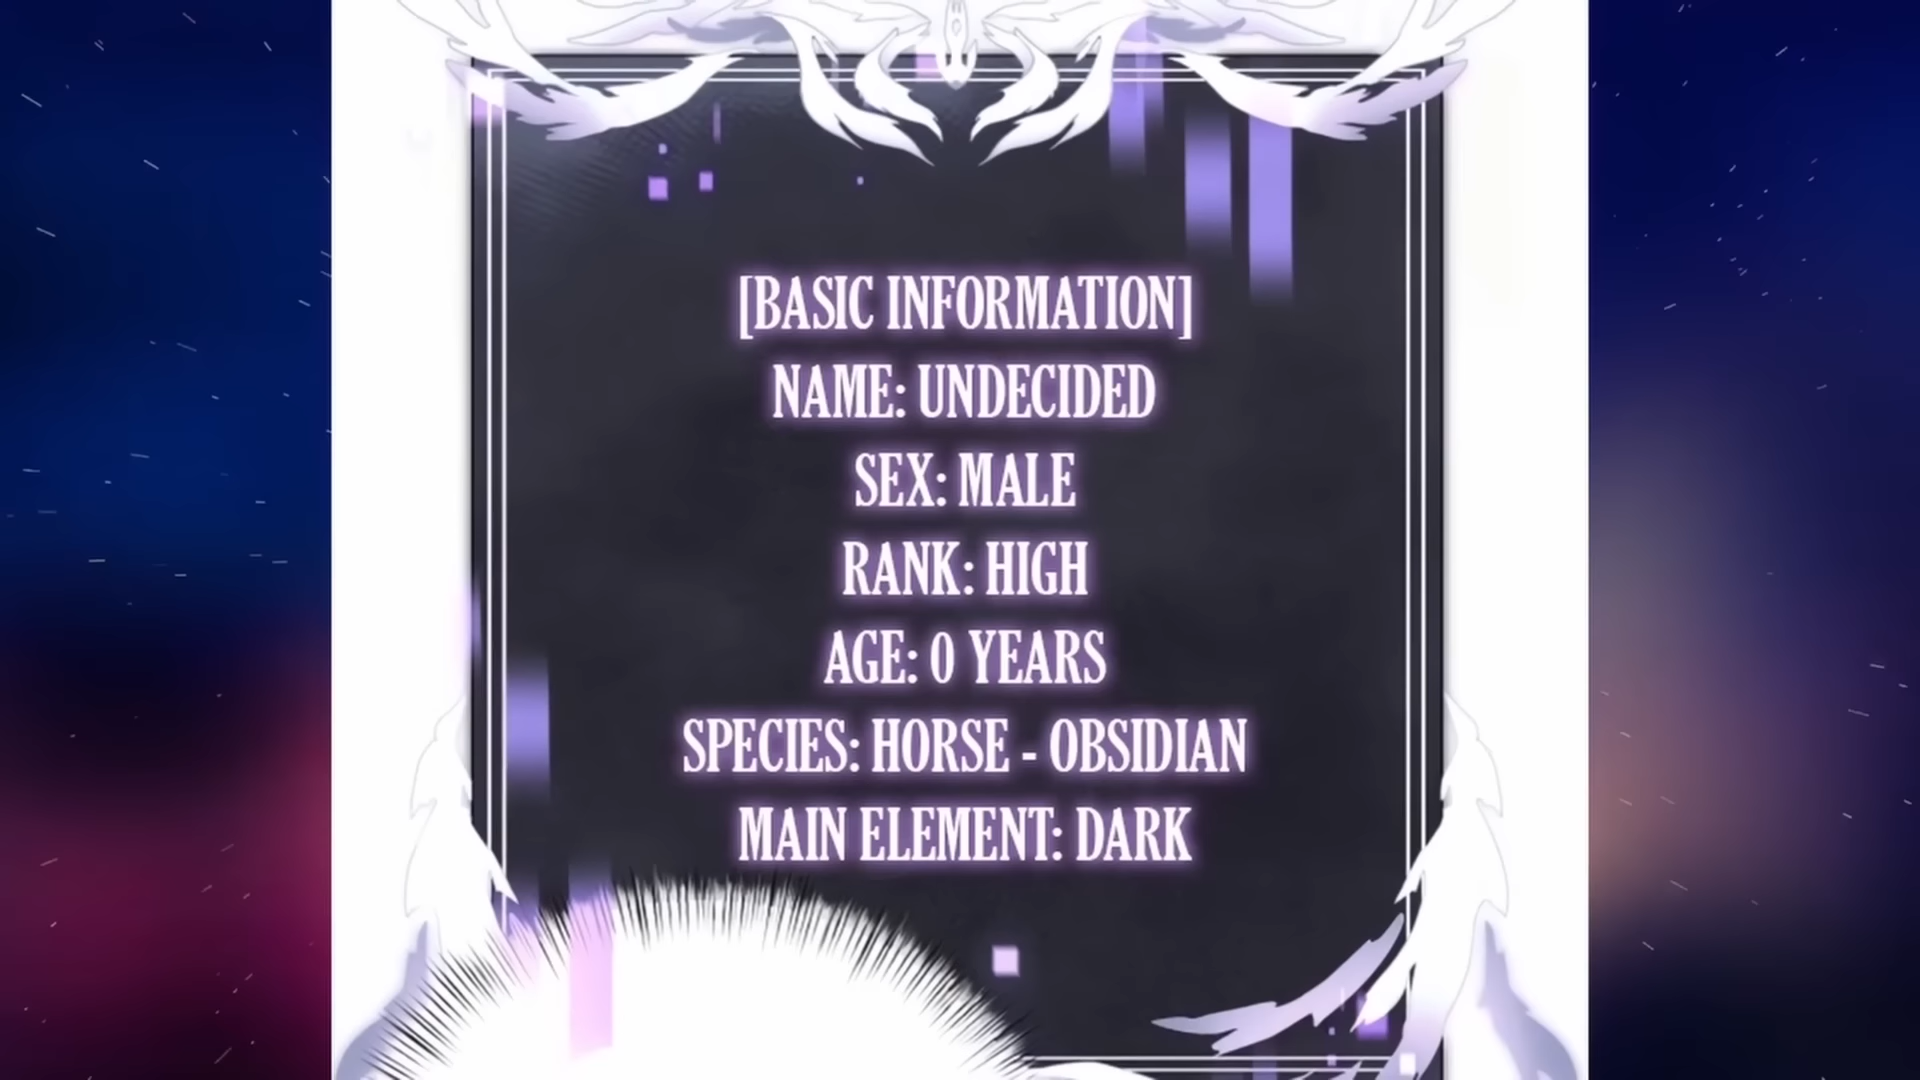 [BASIC INFORMATION]
NAME: UNDECIDED
SEX: MALE
RANK: HIGH
AGE: 0 YEARS
SPECIES: HORSE - OBSIDIAN
MAIN ELEMENT: DARK